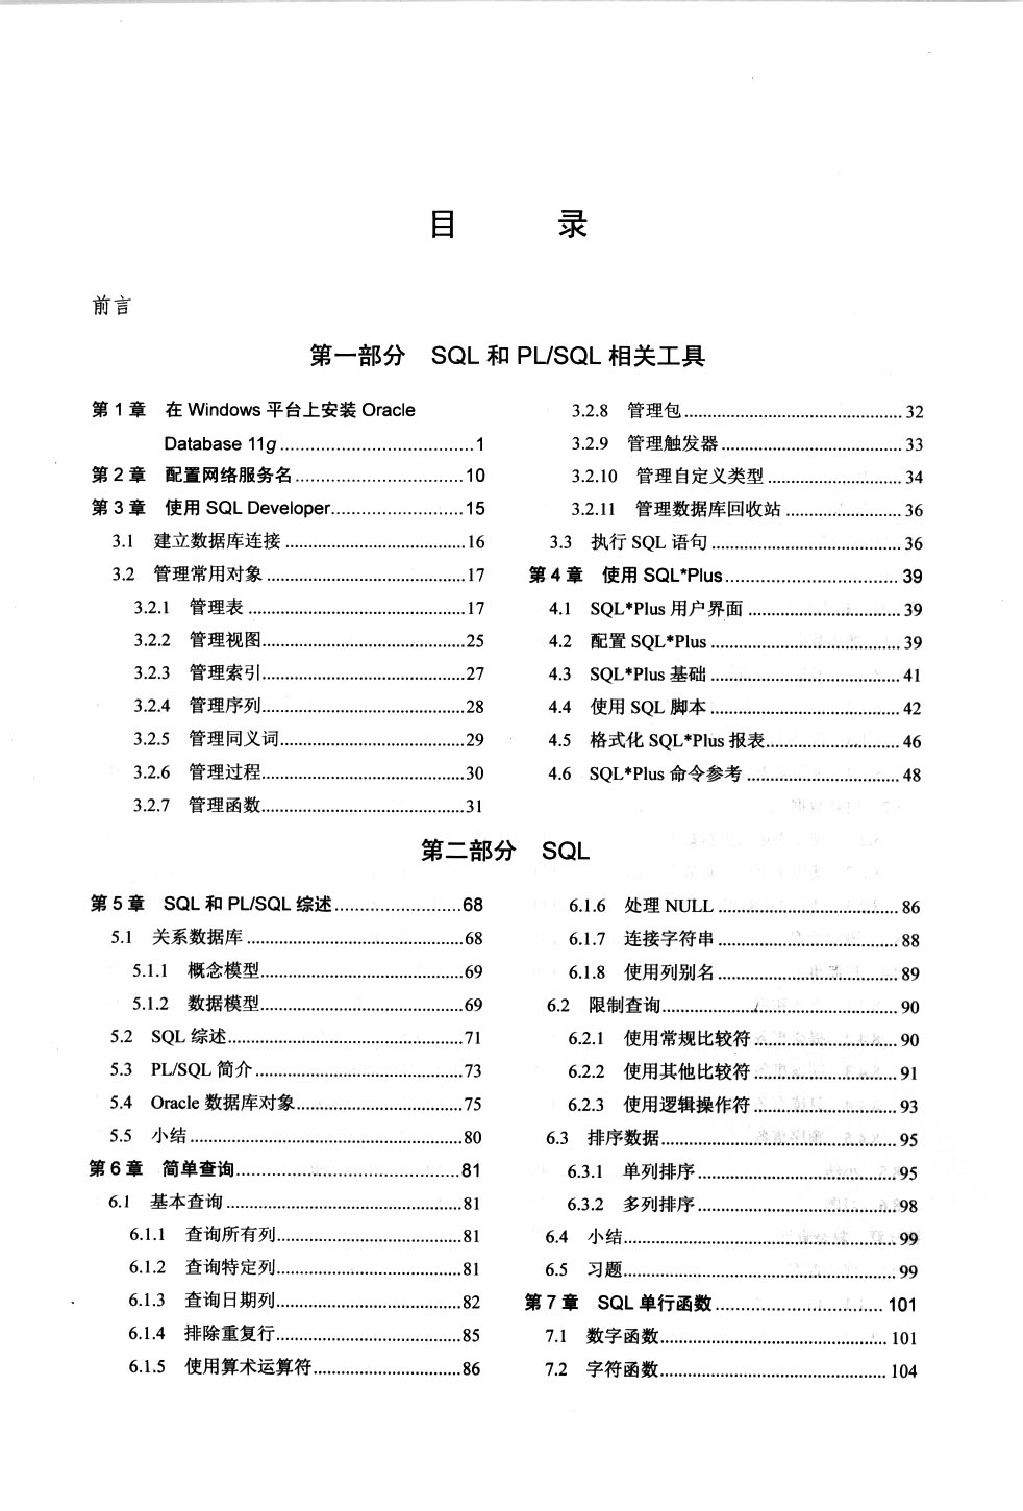 目 录
前言
第一部分 SQL 和 PL/SQL 相关工具
第 1 章 在 Windows 平台上安装 Oracle
Database 11g 1
第 2 章 配置网络服务名 10
第 3 章 使用 SQL Developer 15
3.1 建立数据库连接 16
3.2 管理常用对象 17
3.2.1 管理表 17
3.2.2 管理视图 25
3.2.3 管理索引 27
3.2.4 管理序列 28
3.2.5 管理同义词 29
3.2.6 管理过程 30
3.2.7 管理函数 31
3.2.8 管理包 32
3.2.9 管理触发器 33
3.2.10 管理自定义类型 34
3.2.11 管理数据库回收站 36
3.3 执行 SQL 语句 36
第 4 章 使用 SQL*Plus 39
4.1 SQL*Plus 用户界面 39
4.2 配置 SQL*Plus 39
4.3 SQL*Plus 基础 41
4.4 使用 SQL 脚本 42
4.5 格式化 SQL*Plus 报表 46
4.6 SQL*Plus 命令参考 48
第二部分 SQL
第 5 章 SQL 和 PL/SQL 综述 68
5.1 关系数据库 68
5.1.1 概念模型 69
5.1.2 数据模型 69
5.2 SQL 综述 71
5.3 PL/SQL 简介 73
5.4 Oracle 数据库对象 75
5.5 小结 80
第 6 章 简单查询 81
6.1 基本查询 81
6.1.1 查询所有列 81
6.1.2 查询特定列 81
6.1.3 查询日期列 82
6.1.4 排除重复行 85
6.1.5 使用算术运算符 86
6.1.6 处理 NULL 86
6.1.7 连接字符串 88
6.1.8 使用列别名 89
6.2 限制查询 90
6.2.1 使用常规比较符 90
6.2.2 使用其他比较符 91
6.2.3 使用逻辑操作符 93
6.3 排序数据 95
6.3.1 单列排序 95
6.3.2 多列排序 98
6.4 小结 99
6.5 习题 99
第 7 章 SQL 单行函数 101
7.1 数字函数 101
7.2 字符函数 104